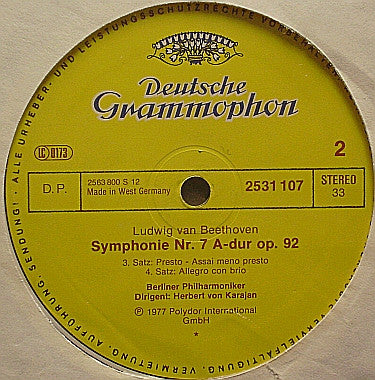 · ALLE URHEBER- UND LEISTUNGSSCHUTZRECHTE VORBEHALTEN
Deutsche
Grammophon
LC 0173
2
D. P.
2563 800 S 12
Made in West Germany
2531 107
STEREO
33
Ludwig van Beethoven
Symphonie Nr. 7 A-dur op. 92
3. Satz: Presto - Assai meno presto
4. Satz: Allegro con brio
Berliner Philharmoniker
Dirigent: Herbert von Karajan
℗ 1977 Polydor International
GmbH
*
VERVIELFÄLTIGUNG, VERMIETUNG, AUFFÜHRUNG, SENDUNG!